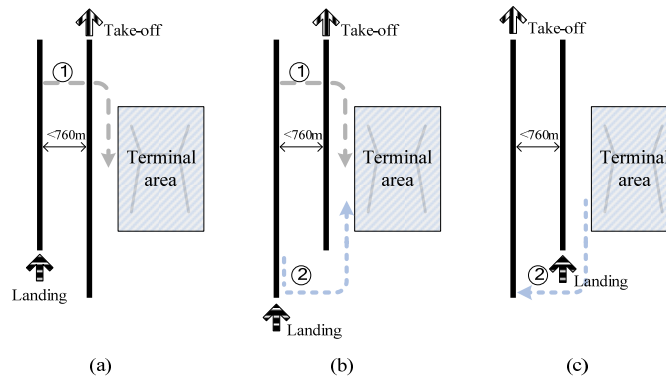 Take-off
①
<760m
Terminal
area
Landing
(a)
Take-off
①
<760m
Terminal
area
②
Landing
(b)
Take-off
<760m
Terminal
area
②
Landing
(c)